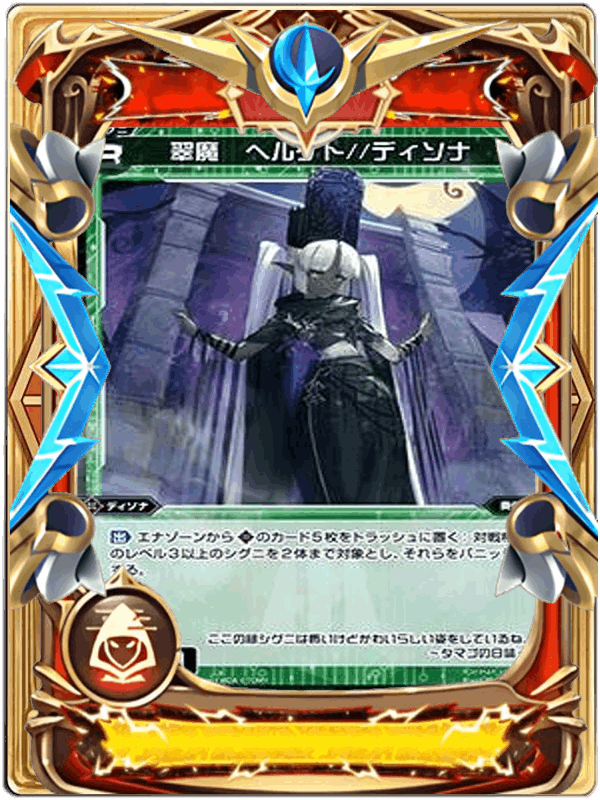 R 翠魔 ヘルボト//ディソナ
ディソナ
出 エナゾーンから のカード5枚をトラッシュに置く：対戦相
のレベル3以上のシグニを2体まで対象とし、それらをバニッ
する。
ここの緑シグニは怖いけどかわいらしい姿をしているね
～タマゴの日誌